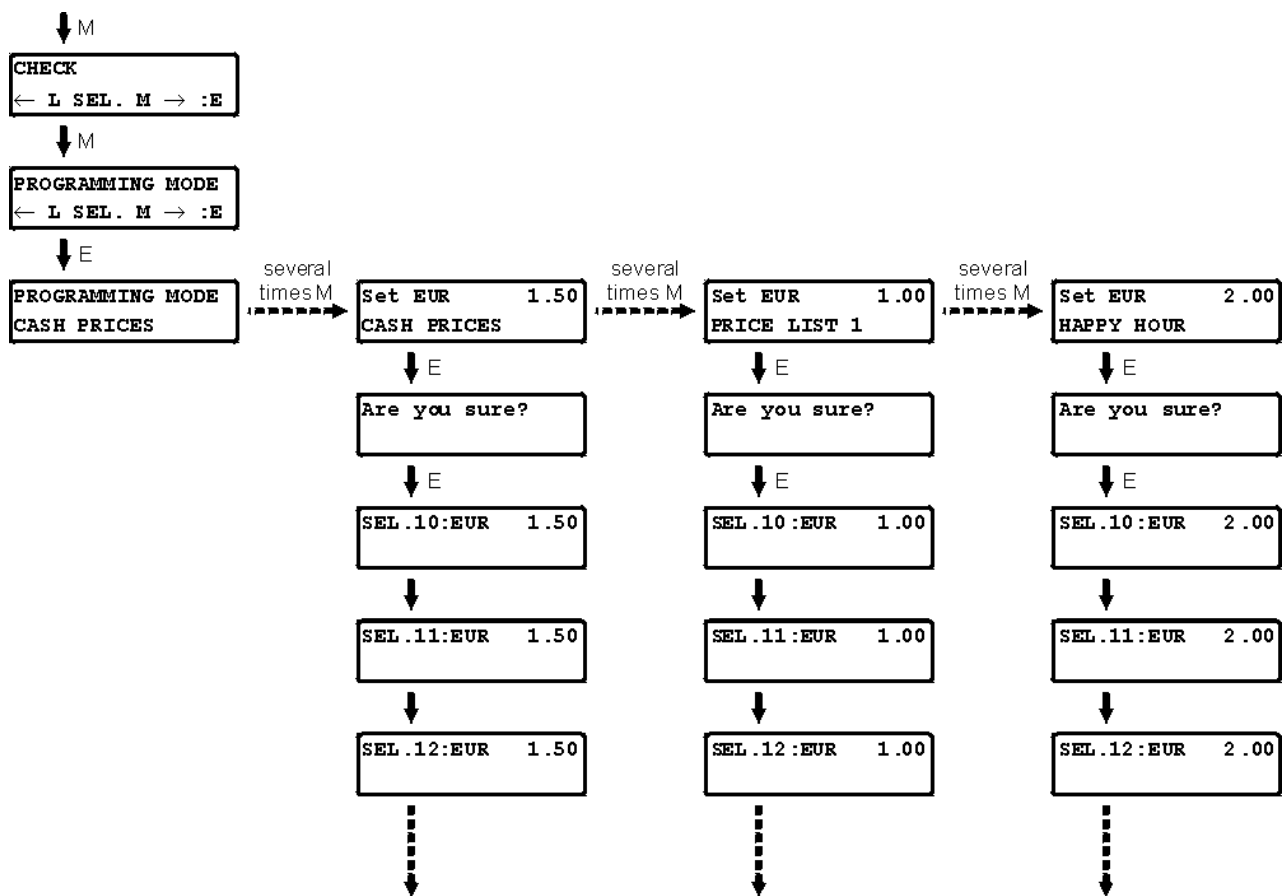 M
CHECK
← L SEL. M → :E
M
PROGRAMMING MODE
← L SEL. M → :E
E
PROGRAMMING MODE
CASH PRICES
several
times M
Set EUR 1.50
CASH PRICES
several
times M
Set EUR 1.00
PRICE LIST 1
several
times M
Set EUR 2.00
HAPPY HOUR
E
E
E
Are you sure?
Are you sure?
Are you sure?
E
E
E
SEL.10:EUR 1.50
SEL.10:EUR 1.00
SEL.10:EUR 2.00
SEL.11:EUR 1.50
SEL.11:EUR 1.00
SEL.11:EUR 2.00
SEL.12:EUR 1.50
SEL.12:EUR 1.00
SEL.12:EUR 2.00